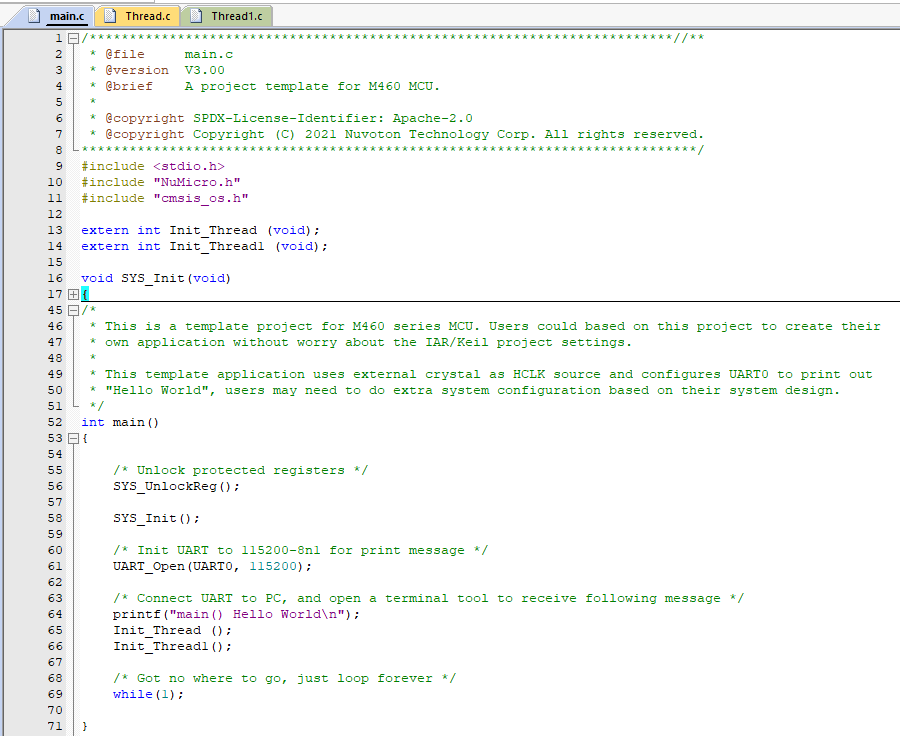 main.c Thread.c Thread1.c
1 /*************************************************************************//**
2  * @file     main.c
3  * @version  V3.00
4  * @brief    A project template for M460 MCU.
5  *
6  * @copyright SPDX-License-Identifier: Apache-2.0
7  * @copyright Copyright (C) 2021 Nuvoton Technology Corp. All rights reserved.
8 *****************************************************************************/
9 #include <stdio.h>
10 #include "NuMicro.h"
11 #include "cmsis_os.h"
12
13 extern int Init_Thread (void);
14 extern int Init_Thread1 (void);
15
16 void SYS_Init(void)
17 {
45 /*
46  * This is a template project for M460 series MCU. Users could based on this project to create their
47  * own application without worry about the IAR/Keil project settings.
48  *
49  * This template application uses external crystal as HCLK source and configures UART0 to print out
50  * "Hello World", users may need to do extra system configuration based on their system design.
51  */
52 int main()
53 {
54
55     /* Unlock protected registers */
56     SYS_UnlockReg();
57
58     SYS_Init();
59
60     /* Init UART to 115200-8n1 for print message */
61     UART_Open(UART0, 115200);
62
63     /* Connect UART to PC, and open a terminal tool to receive following message */
64     printf("main() Hello World\n");
65     Init_Thread ();
66     Init_Thread1();
67
68     /* Got no where to go, just loop forever */
69     while(1);
70
71 }